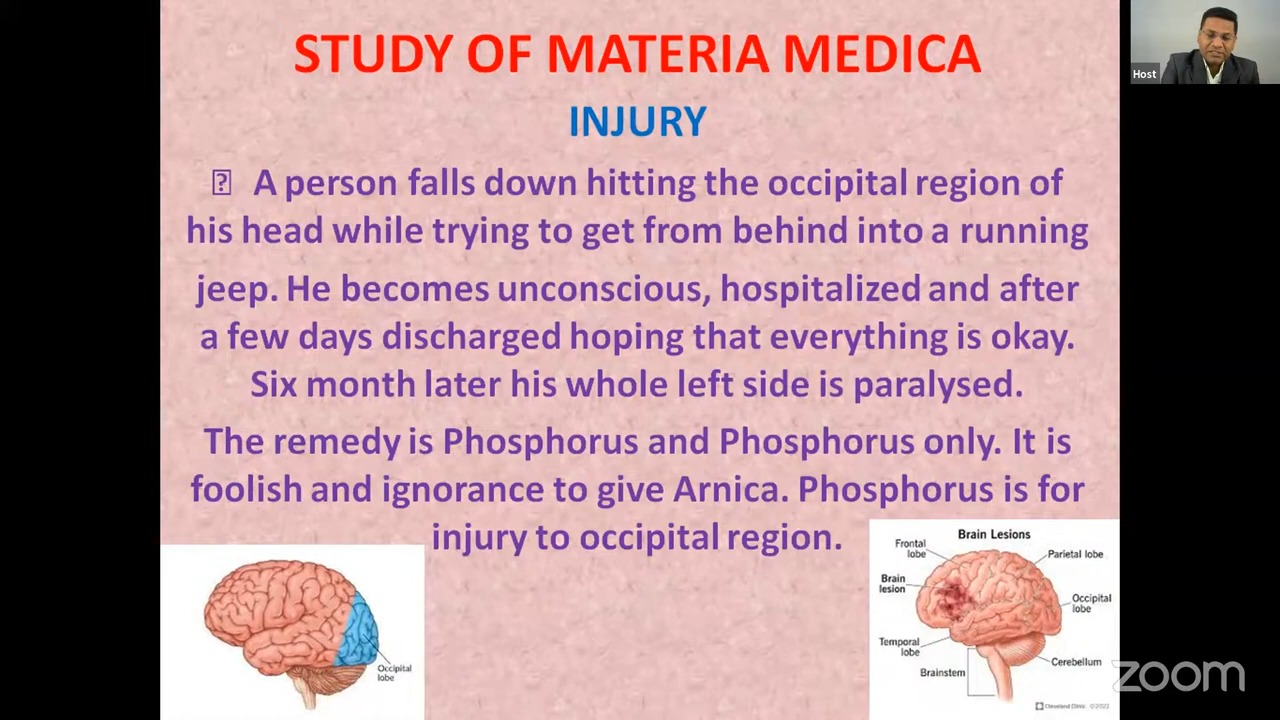 STUDY OF MATERIA MEDICA
Host
INJURY
A person falls down hitting the occipital region of
his head while trying to get from behind into a running
jeep. He becomes unconscious, hospitalized and after
a few days discharged hoping that everything is okay.
Six month later his whole left side is paralysed.
The remedy is Phosphorus and Phosphorus only. It is
foolish and ignorance to give Arnica. Phosphorus is for
injury to occipital region.
Occipital
lobe
Brain Lesions
Frontal
lobe
Parietal lobe
Brain
lesion
Occipital
lobe
Temporal
lobe
Cerebellum
Brainstem
Cleveland Clinic ©2022
zoom